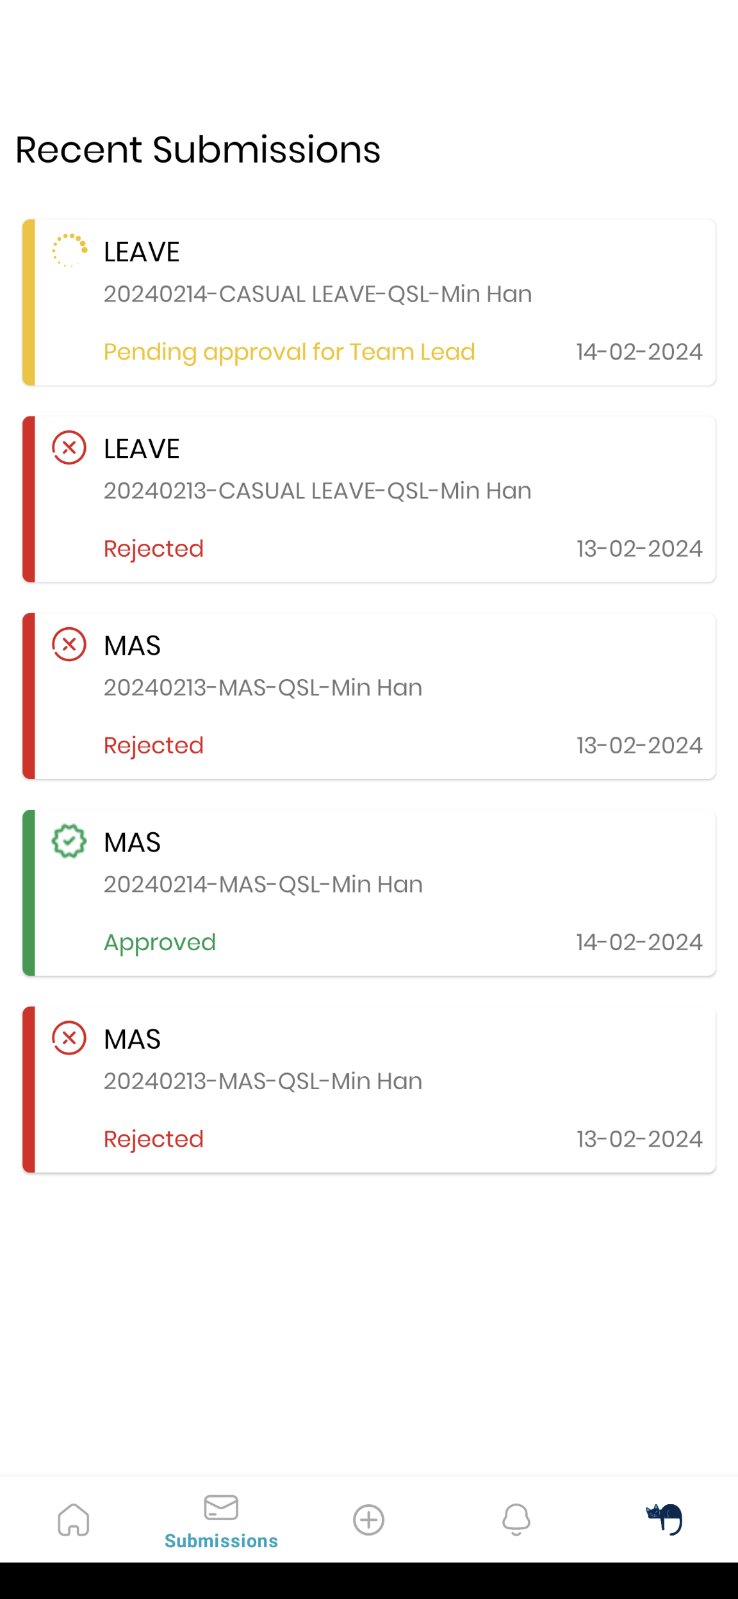 Recent Submissions
LEAVE
20240214-CASUAL LEAVE-QSL-Min Han
Pending approval for Team Lead 14-02-2024
LEAVE
20240213-CASUAL LEAVE-QSL-Min Han
Rejected 13-02-2024
MAS
20240213-MAS-QSL-Min Han
Rejected 13-02-2024
MAS
20240214-MAS-QSL-Min Han
Approved 14-02-2024
MAS
20240213-MAS-QSL-Min Han
Rejected 13-02-2024
Submissions